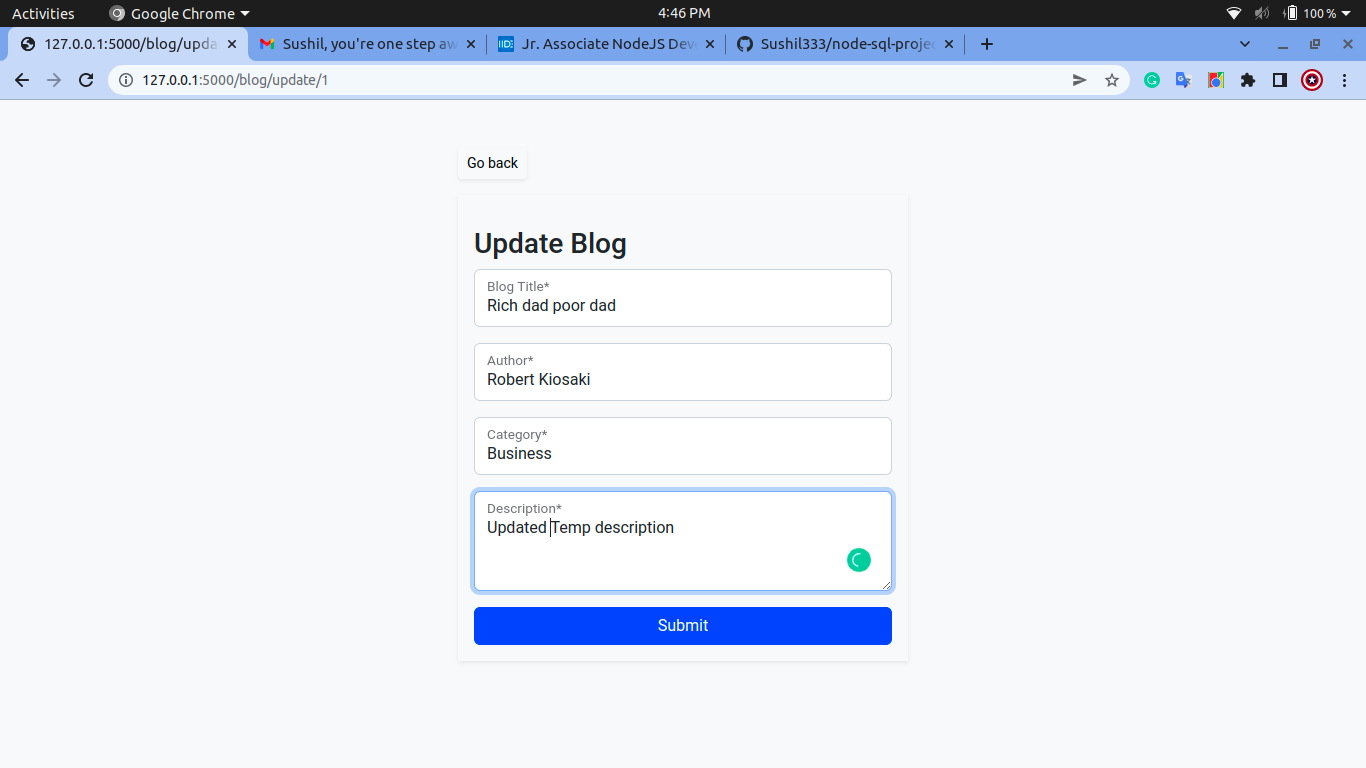 Activities
Google Chrome
4:46 PM
100 %
127.0.0.1:5000/blog/upda
Sushil, you're one step aw
IIDE
Jr. Associate NodeJS Dev
Sushil333/node-sql-projec
127.0.0.1:5000/blog/update/1
Go back
Update Blog
Blog Title*
Rich dad poor dad
Author*
Robert Kiosaki
Category*
Business
Description*
Updated Temp description
Submit